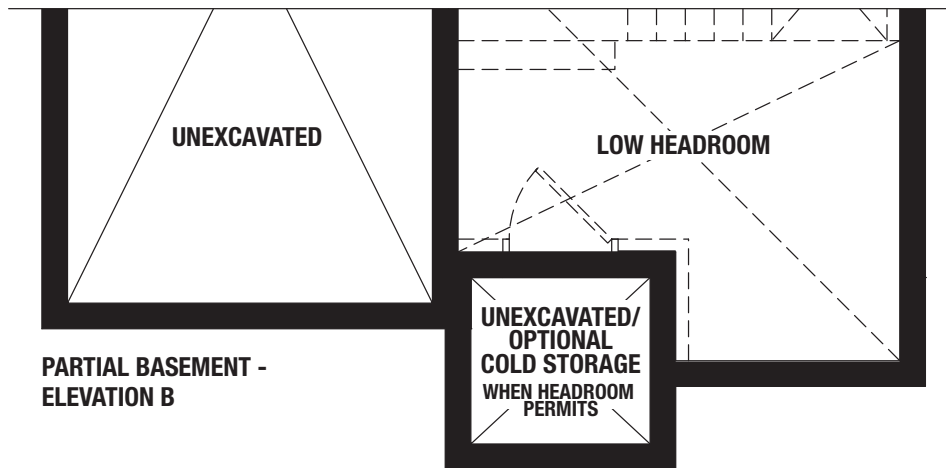 UNEXCAVATED
LOW HEADROOM
UNEXCAVATED/
OPTIONAL
COLD STORAGE
WHEN HEADROOM
PERMITS
PARTIAL BASEMENT -
ELEVATION B